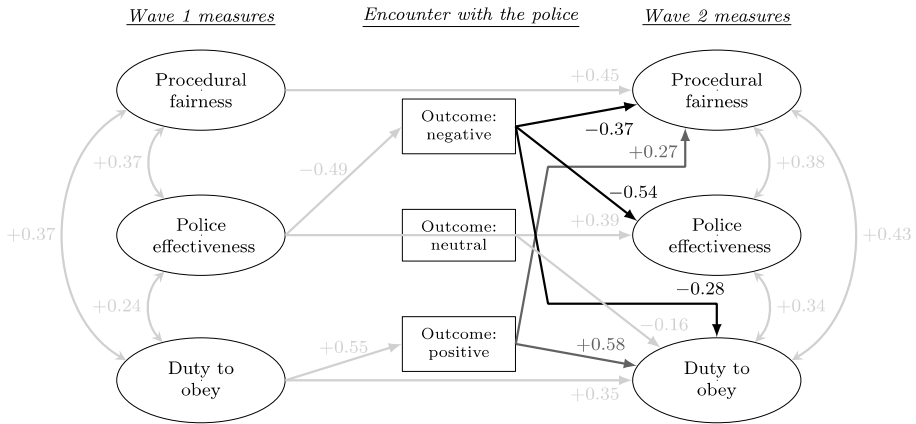 Wave 1 measures
Encounter with the police
Wave 2 measures
Procedural
fairness
+0.45
Procedural
fairness
Outcome:
negative
−0.37
+0.27
+0.37
−0.49
+0.38
−0.54
Police
effectiveness
Outcome:
neutral
+0.39
Police
effectiveness
+0.37
+0.43
−0.28
+0.24
+0.34
−0.16
Outcome:
positive
+0.55
+0.58
Duty to
obey
+0.35
Duty to
obey